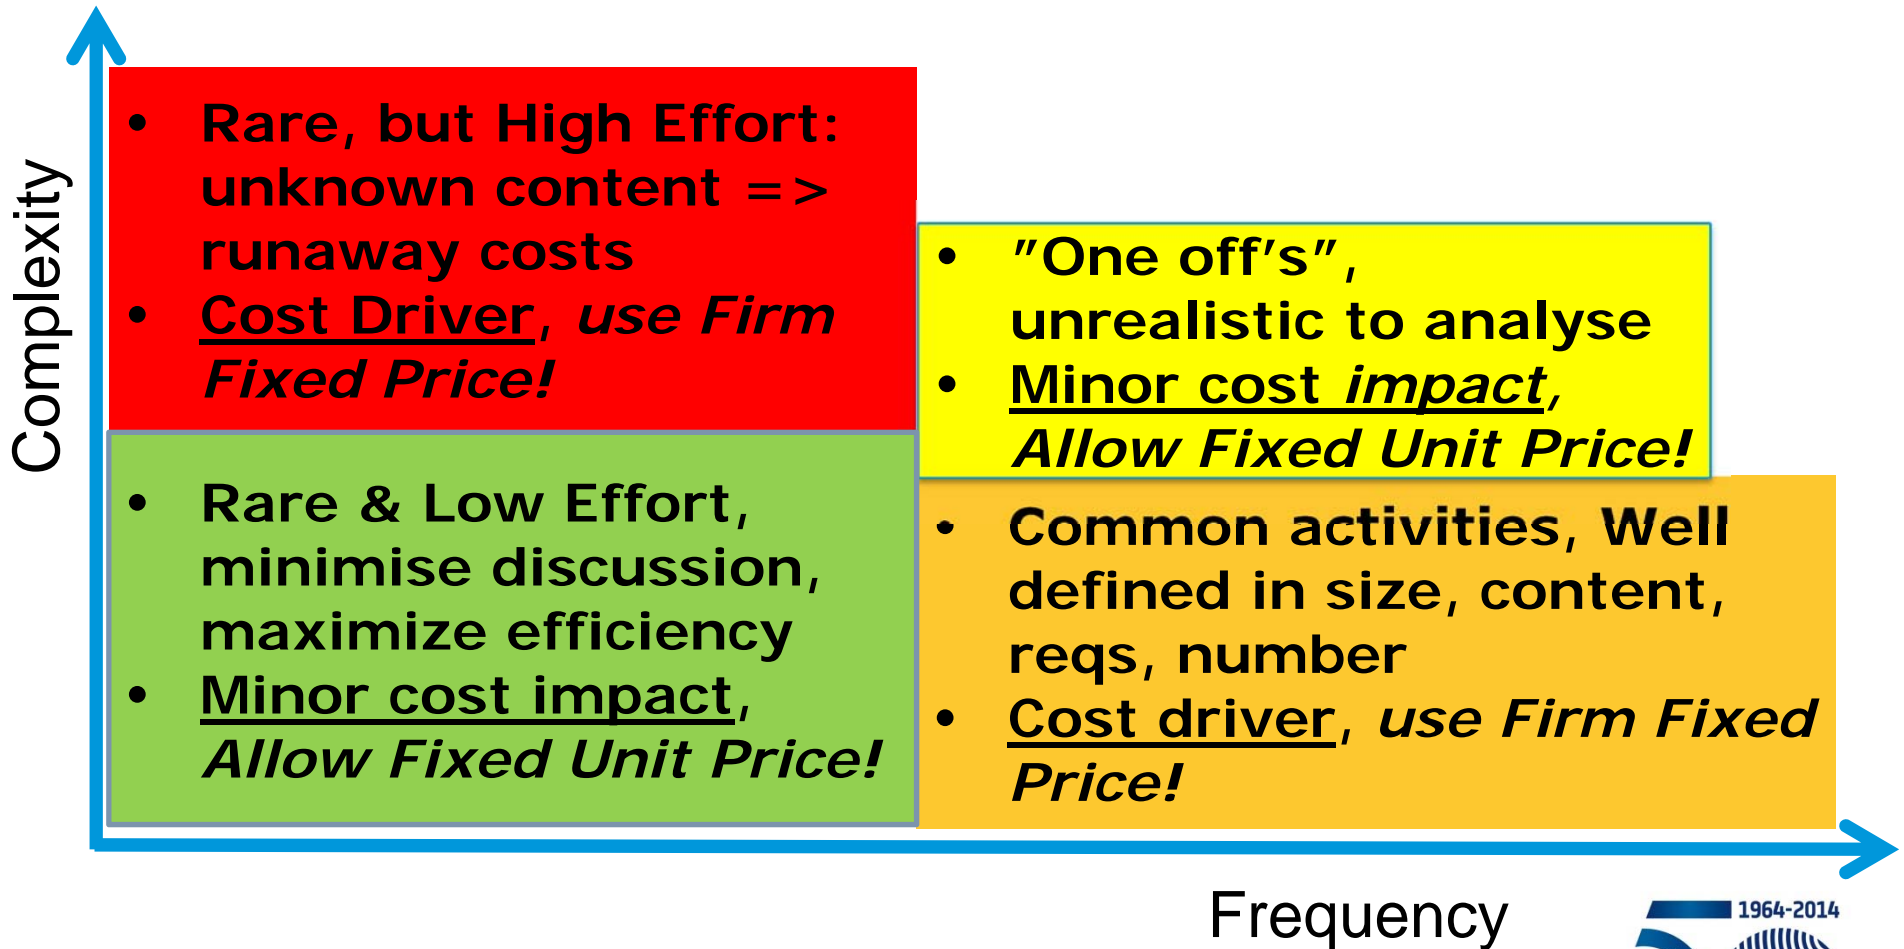 Complexity
• Rare, but High Effort:
unknown content =>
runaway costs
• Cost Driver, use Firm
Fixed Price!
• "One off's",
unrealistic to analyse
• Minor cost impact,
Allow Fixed Unit Price!
• Rare & Low Effort,
minimise discussion,
maximize efficiency
• Minor cost impact,
Allow Fixed Unit Price!
• Common activities, Well
defined in size, content,
reqs, number
• Cost driver, use Firm Fixed
Price!
Frequency
1964-2014